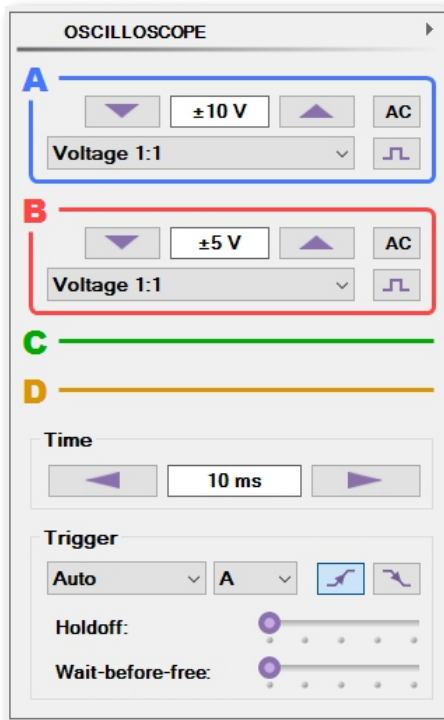 OSCILLOSCOPE
A
±10 V
AC
Voltage 1:1
B
±5 V
AC
Voltage 1:1
C
D
Time
10 ms
Trigger
Auto
A
Holdoff:
Wait-before-free: